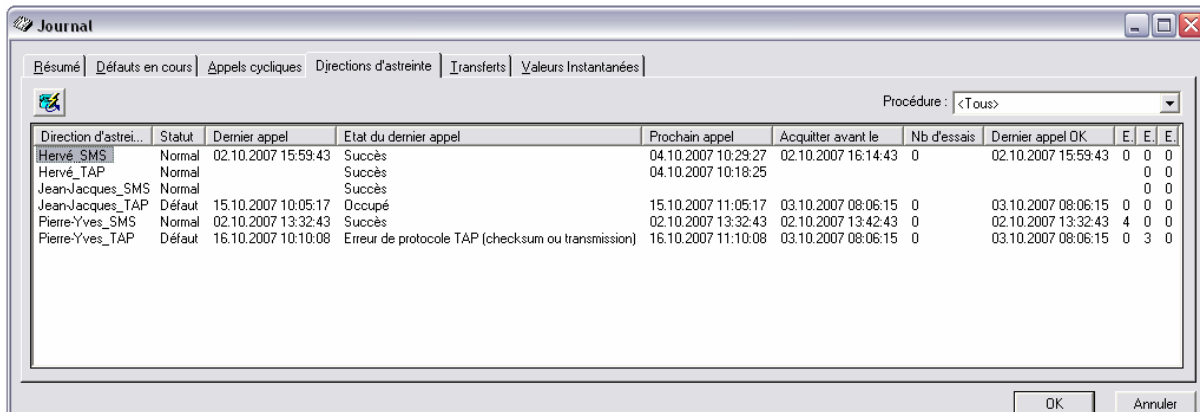 Journal
Résumé Défauts en cours Appels cycliques Directions d'astreinte Transferts Valeurs Instantanées
Procédure : <Tous>
Direction d'astrei... Statut Dernier appel Etat du dernier appel Prochain appel Acquitter avant le Nb d'essais Dernier appel OK E. E. E.
Hervé_SMS Normal 02.10.2007 15:59:43 Succès 04.10.2007 10:29:27 02.10.2007 16:14:43 0 02.10.2007 15:59:43 0 0 0
Hervé_TAP Normal Succès 04.10.2007 10:18:25 0 0
Jean-Jacques_SMS Normal Succès 0 0
Jean-Jacques_TAP Défaut 15.10.2007 10:05:17 Occupé 15.10.2007 11:05:17 03.10.2007 08:06:15 0 03.10.2007 08:06:15 0 0 0
Pierre-Yves_SMS Normal 02.10.2007 13:32:43 Succès 02.10.2007 13:32:43 02.10.2007 13:42:43 0 02.10.2007 13:32:43 4 0 0
Pierre-Yves_TAP Défaut 16.10.2007 10:10:08 Erreur de protocole TAP (checksum ou transmission) 16.10.2007 11:10:08 03.10.2007 08:06:15 0 03.10.2007 08:06:15 0 3 0
OK Annuler